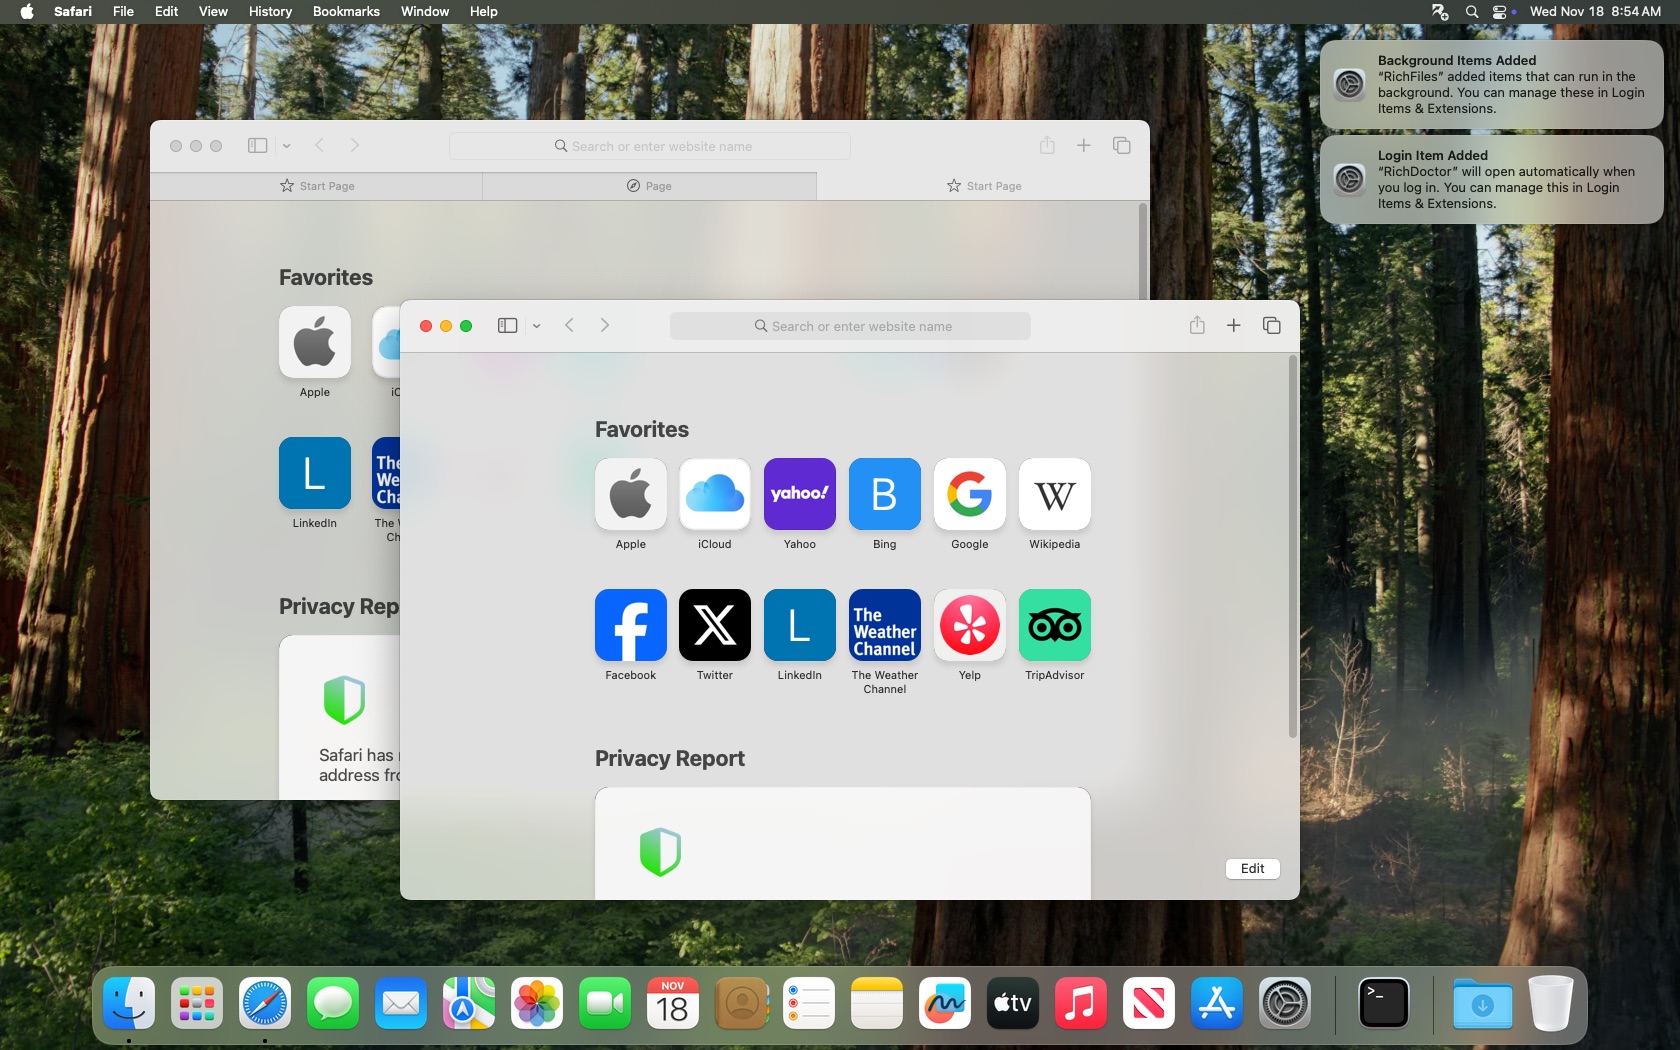 Safari File Edit View History Bookmarks Window Help
Wed Nov 18 8:54 AM
Background Items Added
“RichFiles” added items that can run in the
background. You can manage these in Login
Items & Extensions.
Login Item Added
“RichDoctor” will open automatically when
you log in. You can manage this in Login
Items & Extensions.
Search or enter website name
Start Page
Page
Start Page
Favorites
Apple
LinkedIn
The
We
Cha
L
Privacy Rep
Safari has
address
Search or enter website name
Favorites
yahoo!
B
G
W
Apple
iCloud
Yahoo
Bing
Google
Wikipedia
f
X
L
The
Weather
Channel
Facebook
Twitter
LinkedIn
The Weather
Channel
Yelp
TripAdvisor
Privacy Report
Edit
NOV
18
tv
>_